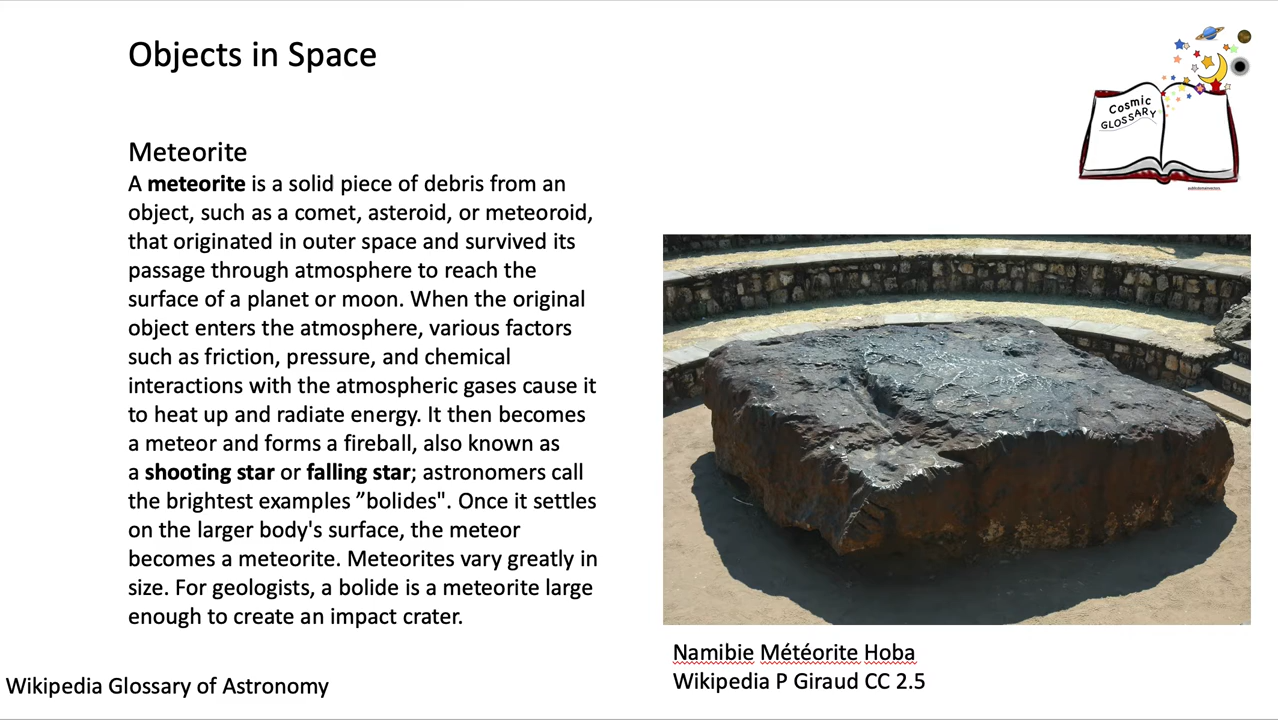 Objects in Space
Cosmic
GLOSSARY
Meteorite
A meteorite is a solid piece of debris from an
object, such as a comet, asteroid, or meteoroid,
that originated in outer space and survived its
passage through atmosphere to reach the
surface of a planet or moon. When the original
object enters the atmosphere, various factors
such as friction, pressure, and chemical
interactions with the atmospheric gases cause it
to heat up and radiate energy. It then becomes
a meteor and forms a fireball, also known as
a shooting star or falling star; astronomers call
the brightest examples ”bolides". Once it settles
on the larger body's surface, the meteor
becomes a meteorite. Meteorites vary greatly in
size. For geologists, a bolide is a meteorite large
enough to create an impact crater.
Namibie Météorite Hoba
Wikipedia P Giraud CC 2.5
Wikipedia Glossary of Astronomy